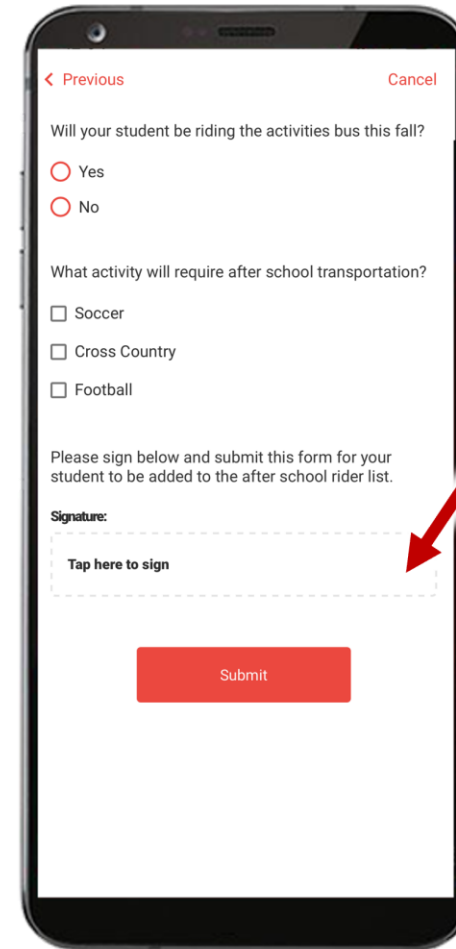 Previous Cancel
Will your student be riding the activities bus this fall?
Yes
No
What activity will require after school transportation?
Soccer
Cross Country
Football
Please sign below and submit this form for your
student to be added to the after school rider list.
Signature:
Tap here to sign
Submit